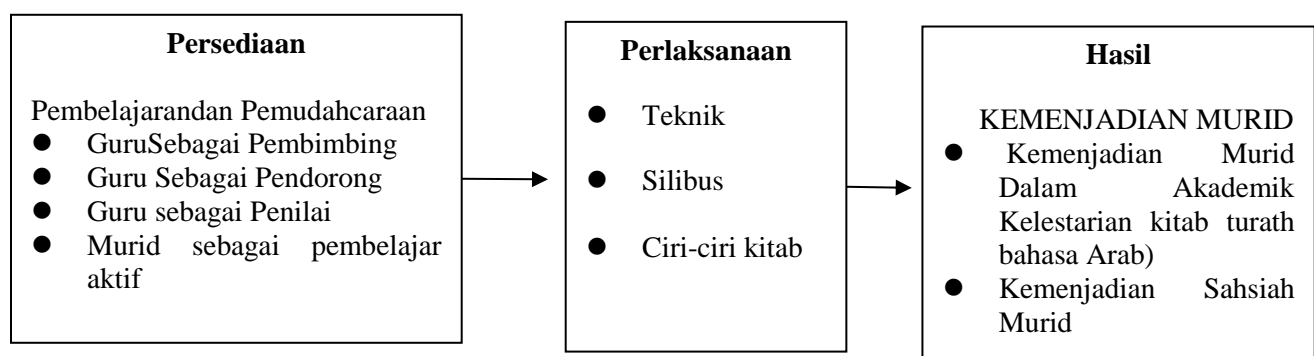 Persediaan
Pembelajarandan Pemudahcaraan
● GuruSebagai Pembimbing
● Guru Sebagai Pendorong
● Guru sebagai Penilai
● Murid sebagai pembelajar
aktif
Perlaksanaan
● Teknik
● Silibus
● Ciri-ciri kitab
Hasil
KEMENJADIAN MURID
● Kemenjadian Murid
Dalam Akademik
Kelestarian kitab turath
bahasa Arab)
● Kemenjadian Sahsiah
Murid